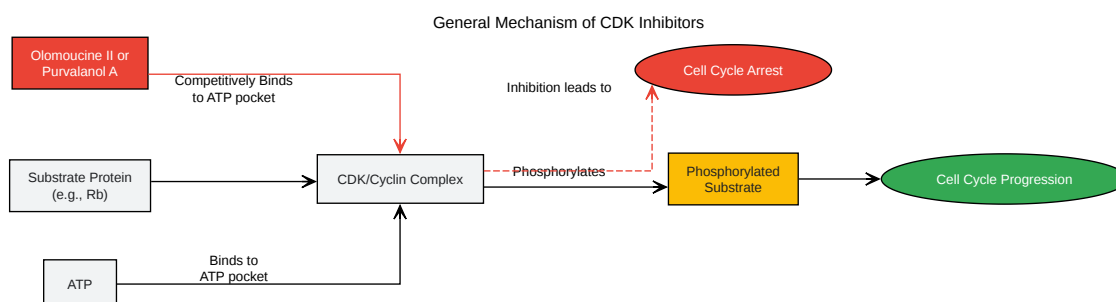 General Mechanism of CDK Inhibitors
Olomoucine II or
Purvalanol A
Competitively Binds
to ATP pocket
Inhibition leads to
Cell Cycle Arrest
Substrate Protein
(e.g., Rb)
CDK/Cyclin Complex
Phosphorylates
Phosphorylated
Substrate
Cell Cycle Progression
ATP
Binds to
ATP pocket